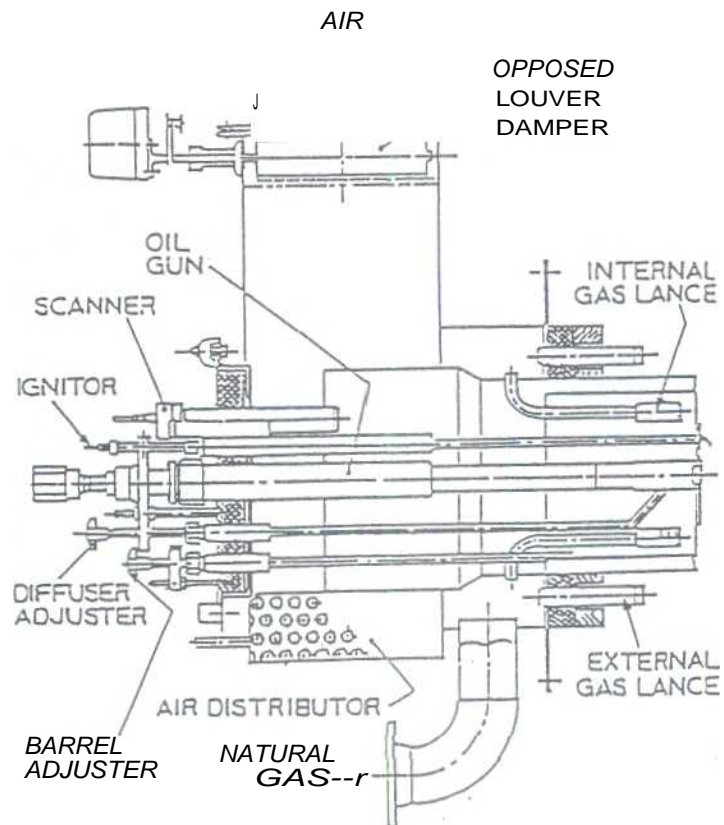 AIR
OPPOSED
LOUVER
DAMPER
OIL
GUN
INTERNAL
GAS LANCE
SCANNER
IGNITOR
DIFFUSER
ADJUSTER
EXTERNAL
GAS LANCE
AIR DISTRIBUTOR
BARREL
ADJUSTER
NATURAL
GAS--r